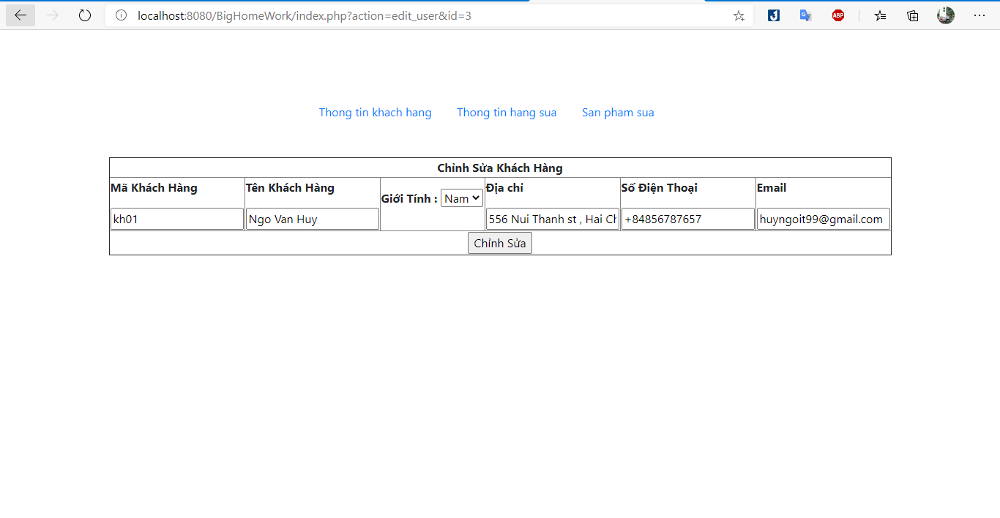 localhost:8080/BigHomeWork/index.php?action=edit_user&id=3
ABP
Thong tin khach hang Thong tin hang sua San pham sua
Chỉnh Sửa Khách Hàng
Mã Khách Hàng Tên Khách Hàng Giới Tính : Nam Địa chỉ Số Điện Thoại Email
kh01 Ngo Van Huy 556 Nui Thanh st , Hai Ch +84856787657 huyngoit99@gmail.com
Chỉnh Sửa